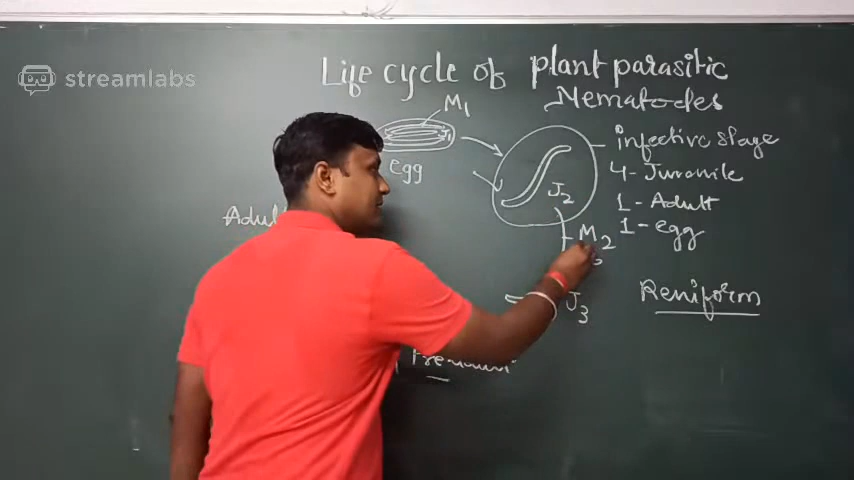 streamlabs
Life cycle of plant parasitic
Nematodes
M1
egg
J2
infective stage
4-Juvenile
1-Adult
1-egg
Adul
M2
J3
Reniform